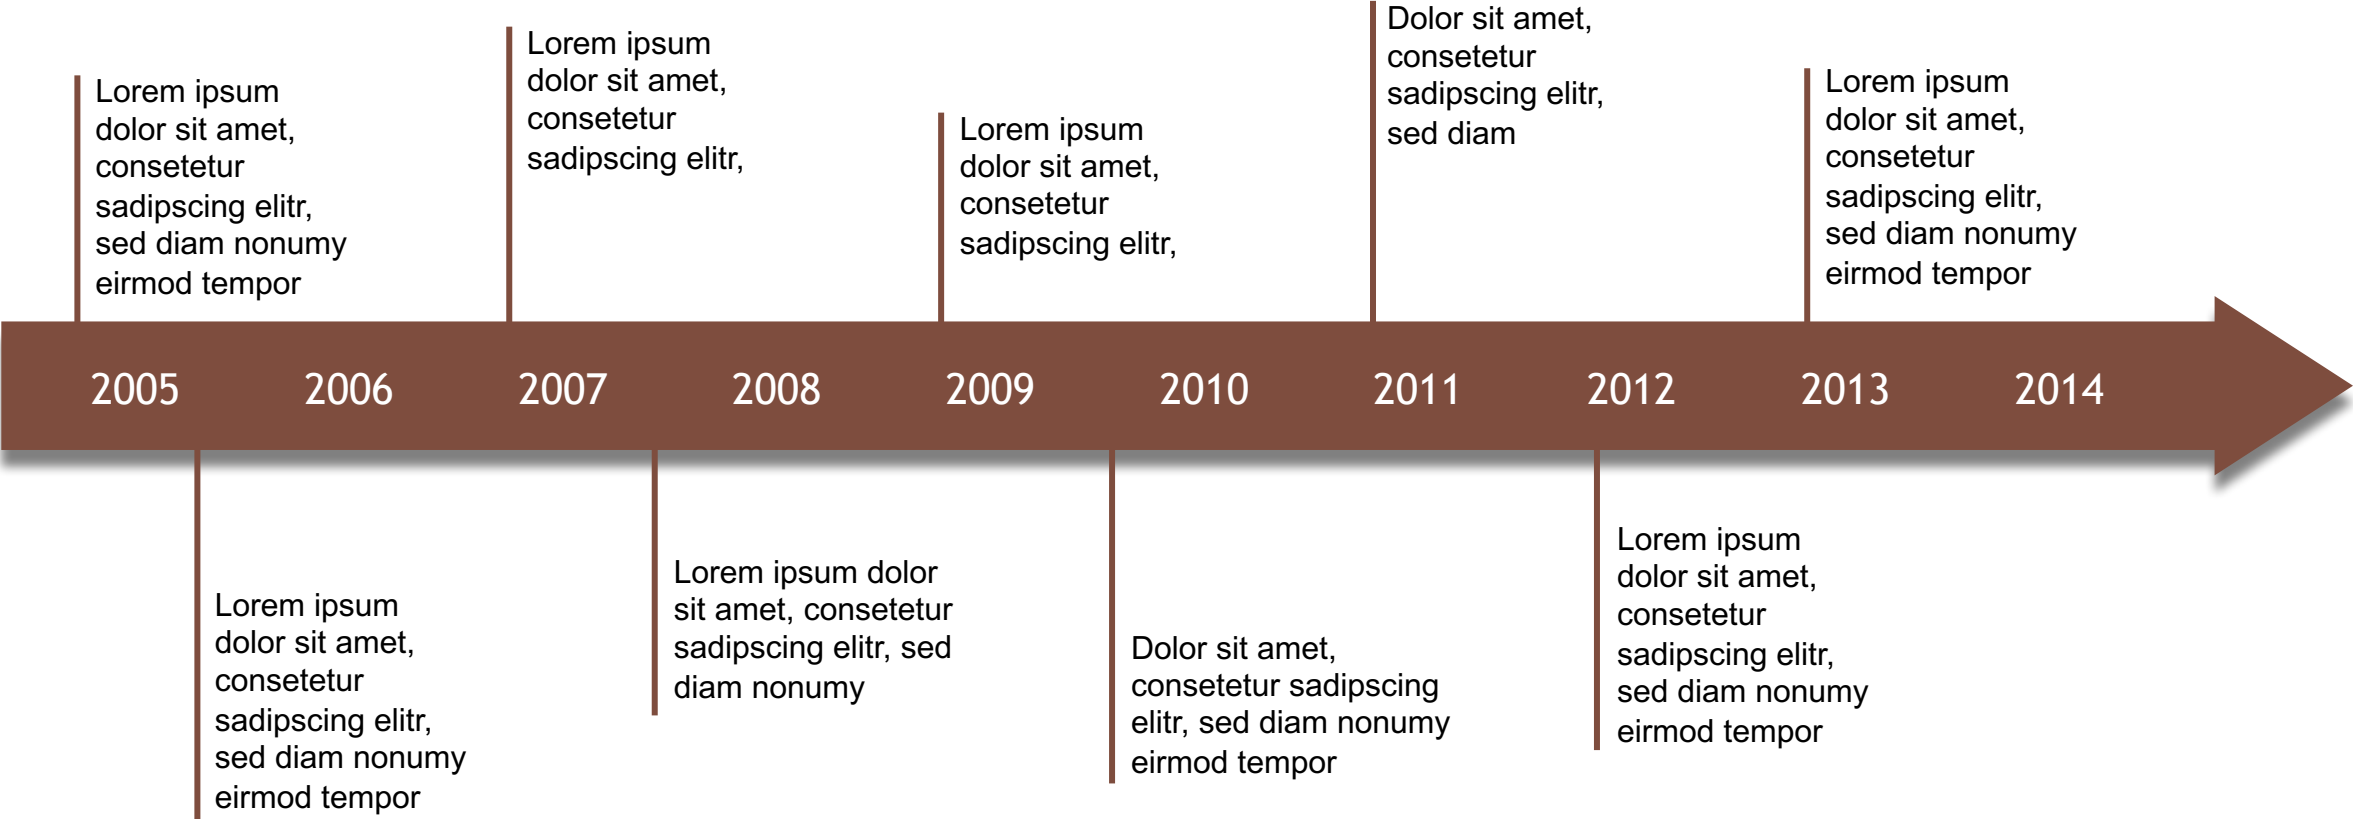 Lorem ipsum
dolor sit amet,
consetetur
sadipscing elitr,
sed diam nonumy
eirmod tempor
Lorem ipsum
dolor sit amet,
consetetur
sadipscing elitr,
Lorem ipsum
dolor sit amet,
consetetur
sadipscing elitr,
Dolor sit amet,
consetetur
sadipscing elitr,
sed diam
Lorem ipsum
dolor sit amet,
consetetur
sadipscing elitr,
sed diam nonumy
eirmod tempor
2005 2006 2007 2008 2009 2010 2011 2012 2013 2014
Lorem ipsum
dolor sit amet,
consetetur
sadipscing elitr,
sed diam nonumy
eirmod tempor
Lorem ipsum dolor
sit amet, consetetur
sadipscing elitr, sed
diam nonumy
Dolor sit amet,
consetetur sadipscing
elitr, sed diam nonumy
eirmod tempor
Lorem ipsum
dolor sit amet,
consetetur
sadipscing elitr,
sed diam nonumy
eirmod tempor